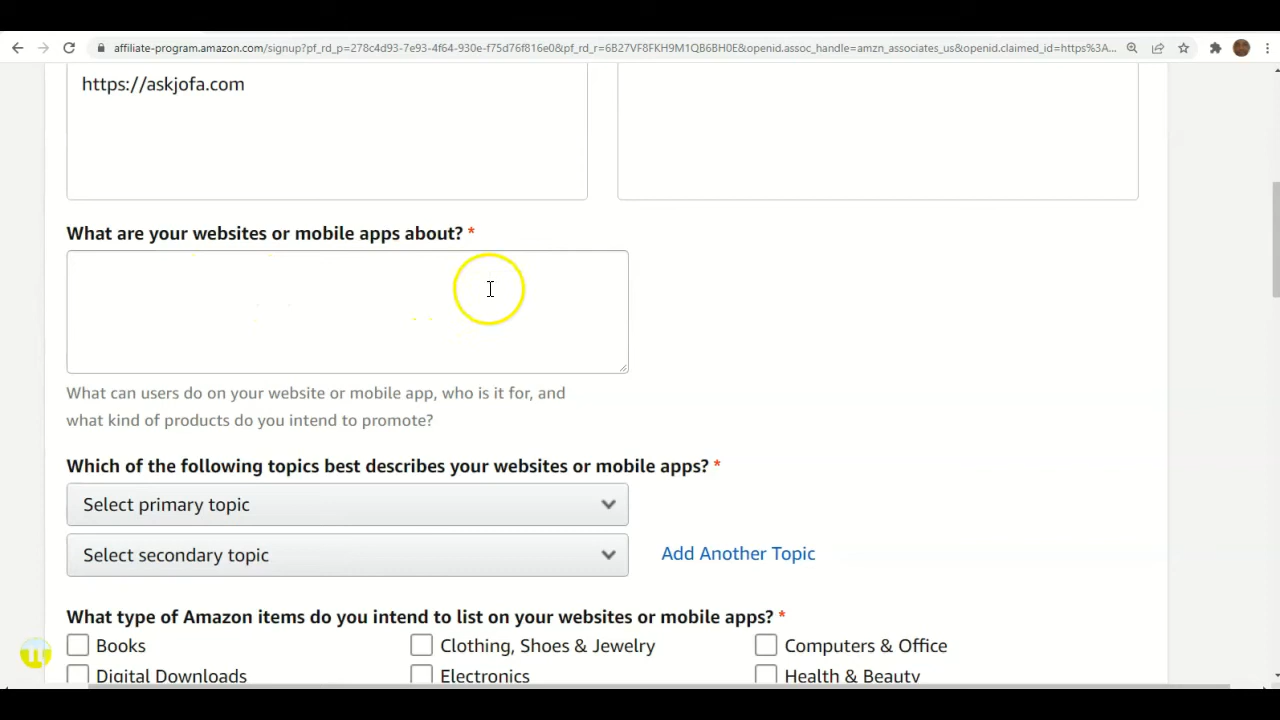 affiliate-program.amazon.com/signup?pf_rd_p=278c4d93-7e93-4f64-930e-f75d76f816e0&pf_rd_r=6B27VF8FKH9M1QB6BH0E&openid.assoc_handle=amzn_associates_us&openid.claimed_id=https%3A...
https://askjofa.com
What are your websites or mobile apps about? *
What can users do on your website or mobile app, who is it for, and
what kind of products do you intend to promote?
Which of the following topics best describes your websites or mobile apps? *
Select primary topic
Select secondary topic
Add Another Topic
What type of Amazon items do you intend to list on your websites or mobile apps? *
Books
Clothing, Shoes & Jewelry
Computers & Office
Digital Downloads
Electronics
Health & Beauty